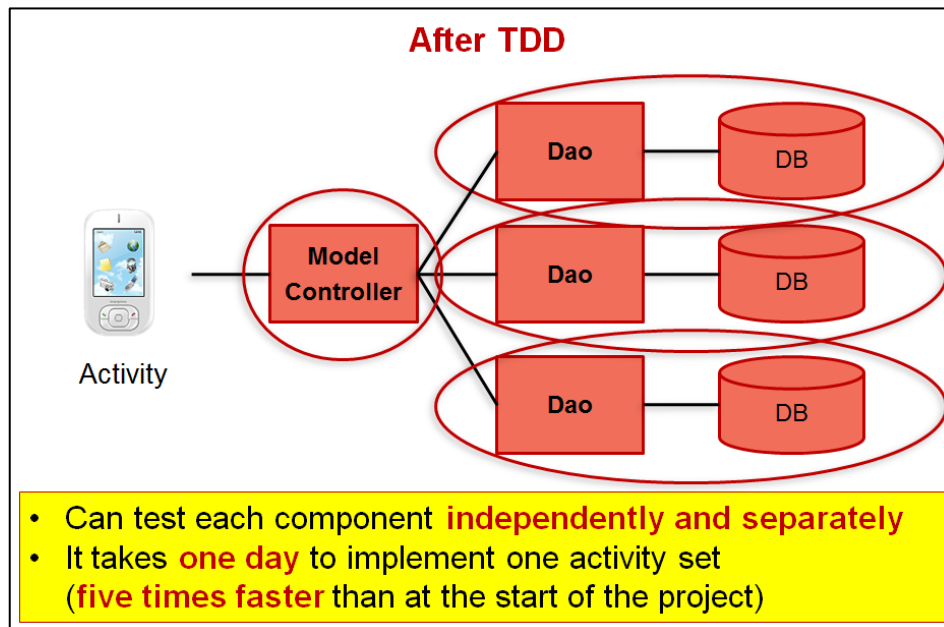 After TDD
Dao
DB
Model
Controller
Dao
DB
Activity
Dao
DB
• Can test each component independently and separately
• It takes one day to implement one activity set
(five times faster than at the start of the project)